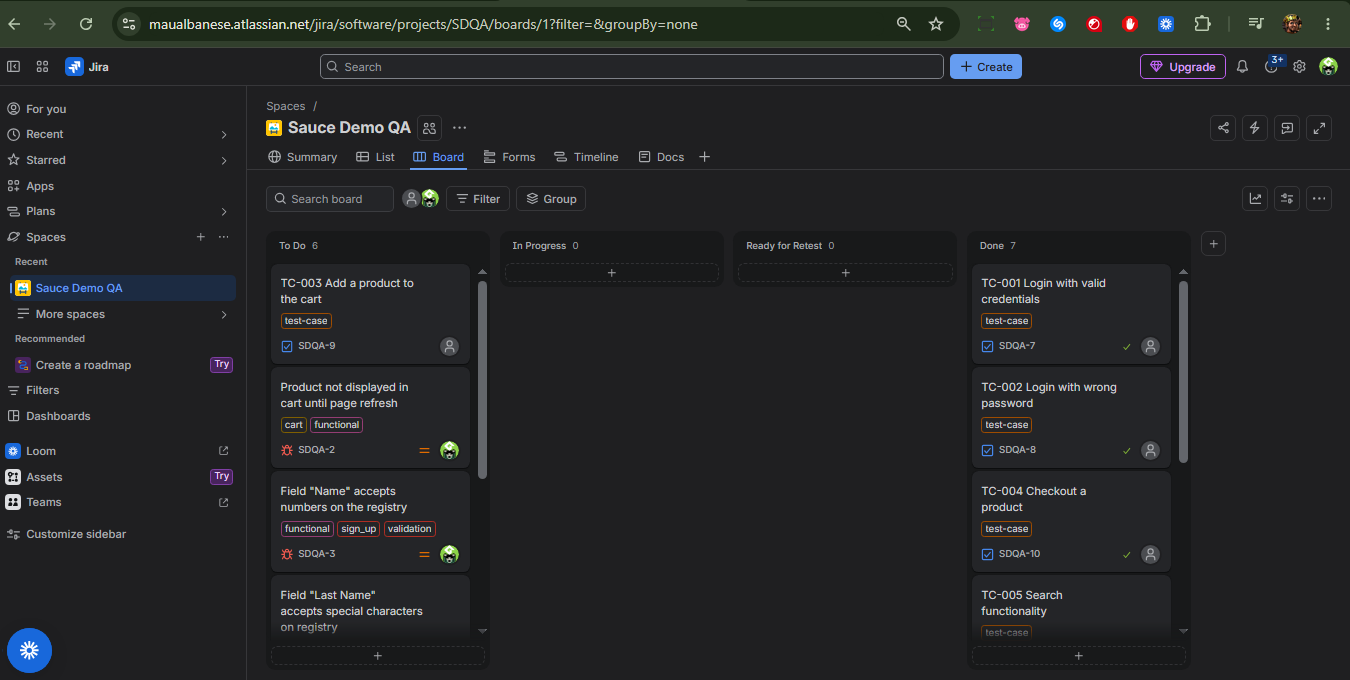 maualbanese.atlassian.net/jira/software/projects/SDQA/boards/1?filter=&groupBy=none
Jira
Search
Create
Upgrade
3+
For you
Recent
Starred
Apps
Plans
Spaces
Recent
Sauce Demo QA
More spaces
Recommended
Create a roadmap
Try
Filters
Dashboards
Loom
Assets
Try
Teams
Customize sidebar
Spaces /
Sauce Demo QA
Summary
List
Board
Forms
Timeline
Docs
Search board
Filter
Group
To Do 6
TC-003 Add a product to
the cart
test-case
SDQA-9
Product not displayed in
cart until page refresh
cart functional
SDQA-2
Field "Name" accepts
numbers on the registry
functional sign_up validation
SDQA-3
Field "Last Name"
accepts special characters
on registry
In Progress 0
Ready for Retest 0
Done 7
TC-001 Login with valid
credentials
test-case
SDQA-7
TC-002 Login with wrong
password
test-case
SDQA-8
TC-004 Checkout a
product
test-case
SDQA-10
TC-005 Search
functionality
test-case